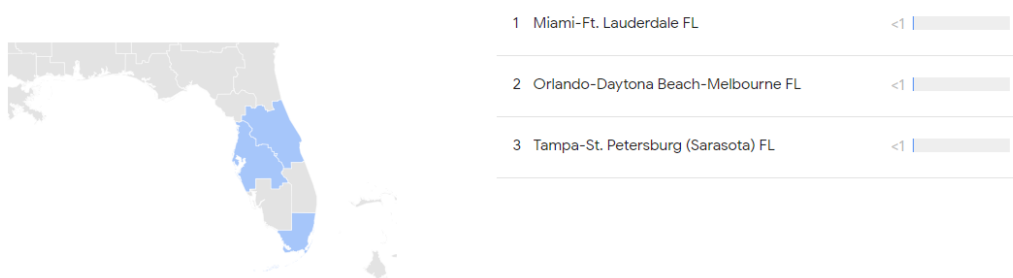 1 Miami-Ft. Lauderdale FL <1
2 Orlando-Daytona Beach-Melbourne FL <1
3 Tampa-St. Petersburg (Sarasota) FL <1